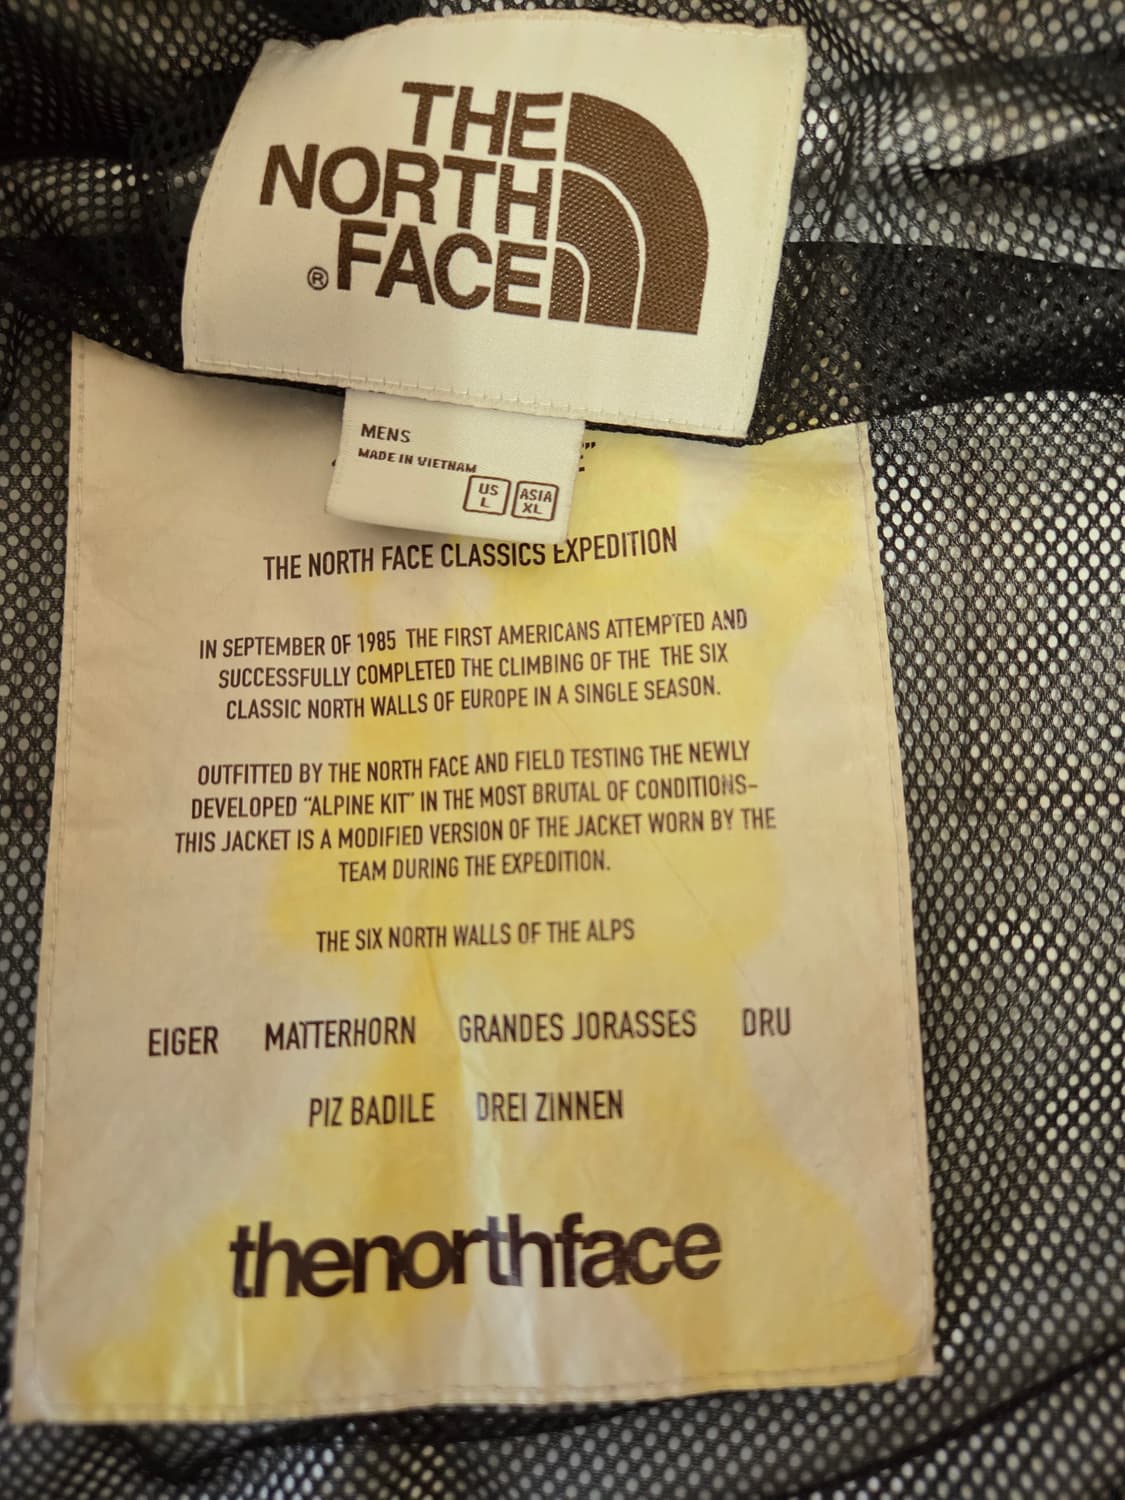 THE
NORTH
® FACE
MENS
MADE IN VIETNAM
US L ASIA XL
THE NORTH FACE CLASSICS EXPEDITION
IN SEPTEMBER OF 1985 THE FIRST AMERICANS ATTEMPTED AND
SUCCESSFULLY COMPLETED THE CLIMBING OF THE THE SIX
CLASSIC NORTH WALLS OF EUROPE IN A SINGLE SEASON.
OUTFITTED BY THE NORTH FACE AND FIELD TESTING THE NEWLY
DEVELOPED "ALPINE KIT" IN THE MOST BRUTAL OF CONDITIONS-
THIS JACKET IS A MODIFIED VERSION OF THE JACKET WORN BY THE
TEAM DURING THE EXPEDITION.
THE SIX NORTH WALLS OF THE ALPS
EIGER MATTERHORN GRANDES JORASSES DRU
PIZ BADILE DREI ZINNEN
thenorthface